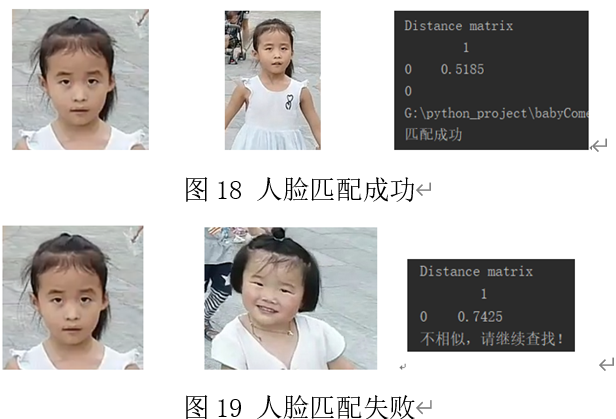 Distance matrix
1
0 0.5185
0
G:\python_project\babyCome
匹配成功
图 18 人脸匹配成功
Distance matrix
1
0 0.7425
不相似，请继续查找！
图 19 人脸匹配失败